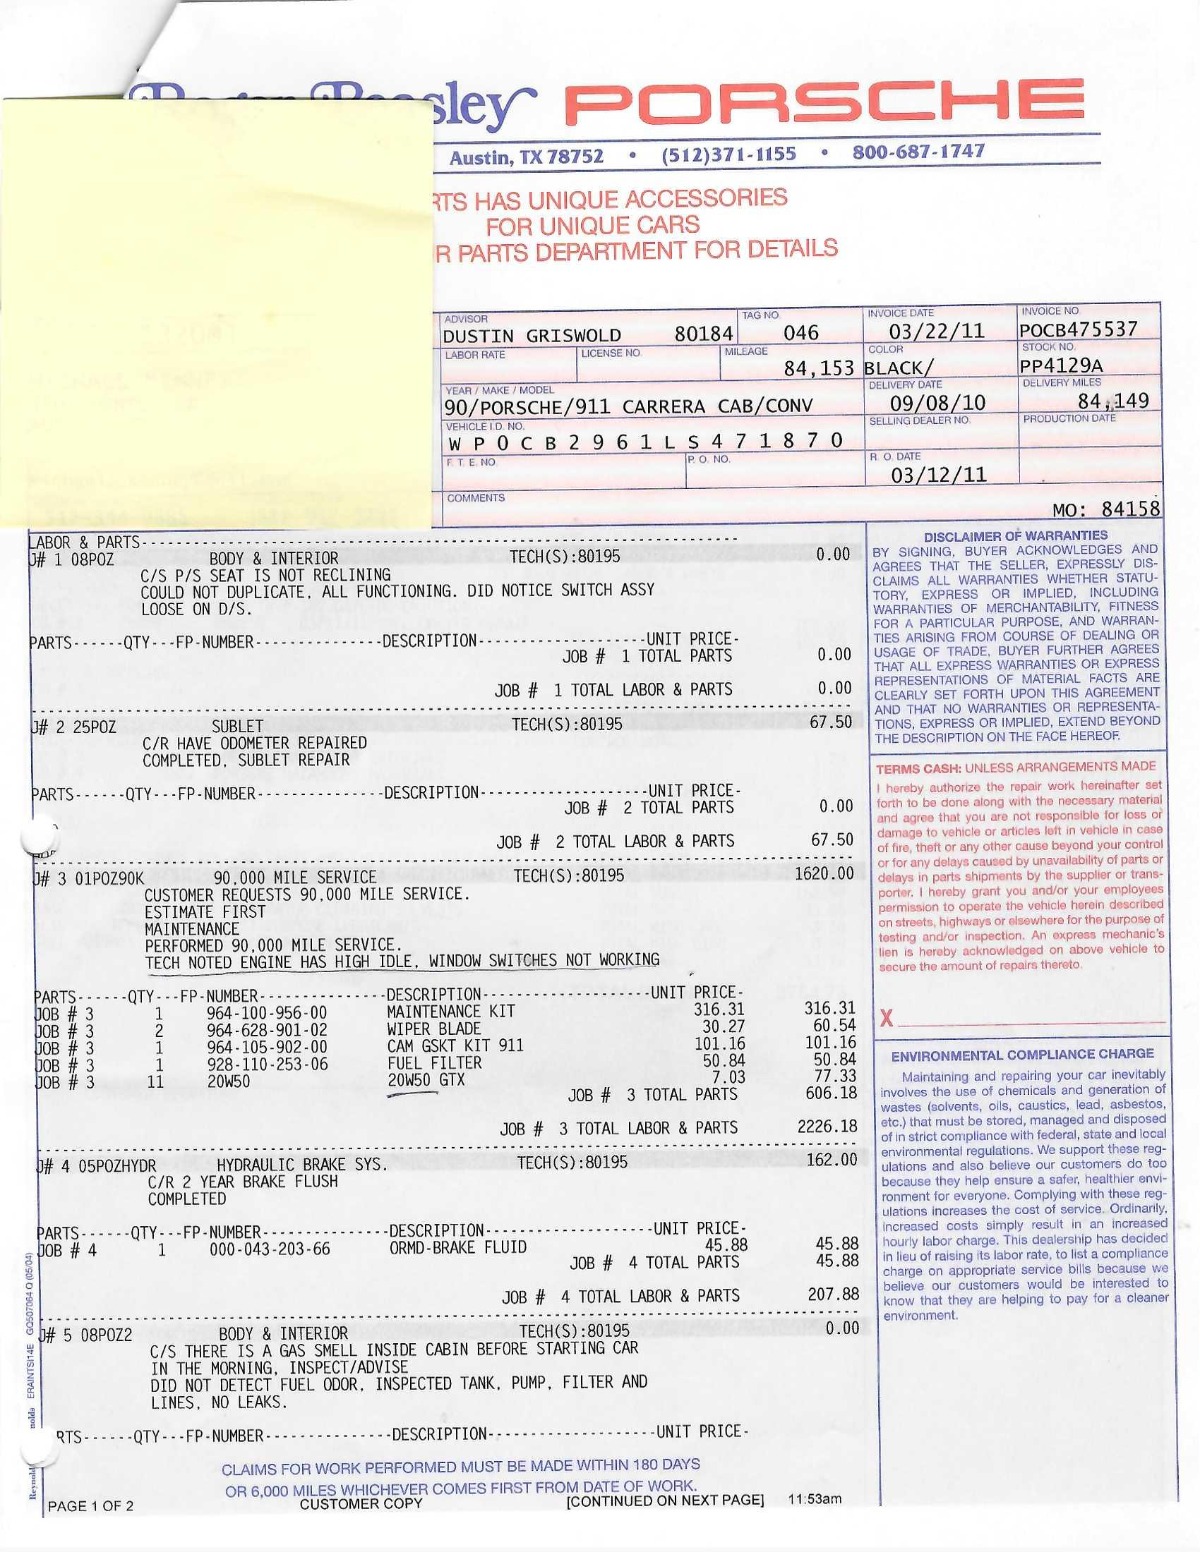 sley PORSCHE
Austin, TX 78752 • (512)371-1155 • 800-687-1747
RTS HAS UNIQUE ACCESSORIES
FOR UNIQUE CARS
R PARTS DEPARTMENT FOR DETAILS
ADVISOR TAG NO. INVOICE DATE INVOICE NO.
DUSTIN GRISWOLD 80184 046 03/22/11 POCB475537
LABOR RATE LICENSE NO. MILEAGE COLOR STOCK NO.
84,153 BLACK/ PP4129A
YEAR / MAKE / MODEL DELIVERY DATE DELIVERY MILES
90/PORSCHE/911 CARRERA CAB/CONV 09/08/10 84,149
VEHICLE I.D. NO. SELLING DEALER NO. PRODUCTION DATE
W P 0 C B 2 9 6 1 L S 4 7 1 8 7 0
F. T. E. NO. P. O. NO. R. O. DATE
03/12/11
COMMENTS
MO: 84158
LABOR & PARTS
J# 1 08POZ BODY & INTERIOR TECH(S):80195 0.00
C/S P/S SEAT IS NOT RECLINING
COULD NOT DUPLICATE, ALL FUNCTIONING. DID NOTICE SWITCH ASSY
LOOSE ON D/S.
PARTS------QTY---FP-NUMBER---------------DESCRIPTION--------------------UNIT PRICE-
JOB # 1 TOTAL PARTS 0.00
JOB # 1 TOTAL LABOR & PARTS 0.00
J# 2 25POZ SUBLET TECH(S):80195 67.50
C/R HAVE ODOMETER REPAIRED
COMPLETED, SUBLET REPAIR
PARTS------QTY---FP-NUMBER---------------DESCRIPTION--------------------UNIT PRICE-
JOB # 2 TOTAL PARTS 0.00
JOB # 2 TOTAL LABOR & PARTS 67.50
J# 3 01POZ90K 90,000 MILE SERVICE TECH(S):80195 1620.00
CUSTOMER REQUESTS 90,000 MILE SERVICE.
ESTIMATE FIRST
MAINTENANCE
PERFORMED 90,000 MILE SERVICE.
TECH NOTED ENGINE HAS HIGH IDLE, WINDOW SWITCHES NOT WORKING
PARTS------QTY---FP-NUMBER---------------DESCRIPTION--------------------UNIT PRICE-
JOB # 3 1 964-100-956-00 MAINTENANCE KIT 316.31 316.31
JOB # 3 2 964-628-901-02 WIPER BLADE 30.27 60.54
JOB # 3 1 964-105-902-00 CAM GSKT KIT 911 101.16 101.16
JOB # 3 1 928-110-253-06 FUEL FILTER 50.84 50.84
JOB # 3 11 20W50 20W50 GTX 7.03 77.33
JOB # 3 TOTAL PARTS 606.18
JOB # 3 TOTAL LABOR & PARTS 2226.18
J# 4 05POZHYDR HYDRAULIC BRAKE SYS. TECH(S):80195 162.00
C/R 2 YEAR BRAKE FLUSH
COMPLETED
PARTS------QTY---FP-NUMBER---------------DESCRIPTION--------------------UNIT PRICE-
JOB # 4 1 000-043-203-66 ORMD-BRAKE FLUID 45.88 45.88
JOB # 4 TOTAL PARTS 45.88
JOB # 4 TOTAL LABOR & PARTS 207.88
J# 5 08POZ2 BODY & INTERIOR TECH(S):80195 0.00
C/S THERE IS A GAS SMELL INSIDE CABIN BEFORE STARTING CAR
IN THE MORNING, INSPECT/ADVISE
DID NOT DETECT FUEL ODOR, INSPECTED TANK, PUMP, FILTER AND
LINES, NO LEAKS.
RTS------QTY---FP-NUMBER---------------DESCRIPTION--------------------UNIT PRICE-
CLAIMS FOR WORK PERFORMED MUST BE MADE WITHIN 180 DAYS
OR 6,000 MILES WHICHEVER COMES FIRST FROM DATE OF WORK.
PAGE 1 OF 2 CUSTOMER COPY [CONTINUED ON NEXT PAGE] 11:53am
DISCLAIMER OF WARRANTIES
BY SIGNING, BUYER ACKNOWLEDGES AND
AGREES THAT THE SELLER, EXPRESSLY DIS-
CLAIMS ALL WARRANTIES WHETHER STATU-
TORY, EXPRESS OR IMPLIED, INCLUDING
WARRANTIES OF MERCHANTABILITY, FITNESS
FOR A PARTICULAR PURPOSE, AND WARRAN-
TIES ARISING FROM COURSE OF DEALING OR
USAGE OF TRADE, BUYER FURTHER AGREES
THAT ALL EXPRESS WARRANTIES OR EXPRESS
REPRESENTATIONS OF MATERIAL FACTS ARE
CLEARLY SET FORTH UPON THIS AGREEMENT
AND THAT NO WARRANTIES OR REPRESENTA-
TIONS, EXPRESS OR IMPLIED, EXTEND BEYOND
THE DESCRIPTION ON THE FACE HEREOF.
TERMS CASH: UNLESS ARRANGEMENTS MADE
I hereby authorize the repair work hereinafter set
forth to be done along with the necessary material
and agree that you are not responsible for loss or
damage to vehicle or articles left in vehicle in case
of fire, theft or any other cause beyond your control
or for any delays caused by unavailability of parts or
delays in parts shipments by the supplier or trans-
porter. I hereby grant you and/or your employees
permission to operate the vehicle herein described
on streets, highways or elsewhere for the purpose of
testing and/or inspection. An express mechanic's
lien is hereby acknowledged on above vehicle to
secure the amount of repairs thereto.
X
ENVIRONMENTAL COMPLIANCE CHARGE
Maintaining and repairing your car inevitably
involves the use of chemicals and generation of
wastes (solvents, oils, caustics, lead, asbestos,
etc.) that must be stored, managed and disposed
of in strict compliance with federal, state and local
environmental regulations. We support these reg-
ulations and also believe our customers do too
because they help ensure a safer, healthier envi-
ronment for everyone. Complying with these reg-
ulations increases the cost of service. Ordinarily,
increased costs simply result in an increased
hourly labor charge. This dealership has decided
in lieu of raising its labor rate, to list a compliance
charge on appropriate service bills because we
believe our customers would be interested to
know that they are helping to pay for a cleaner
environment.